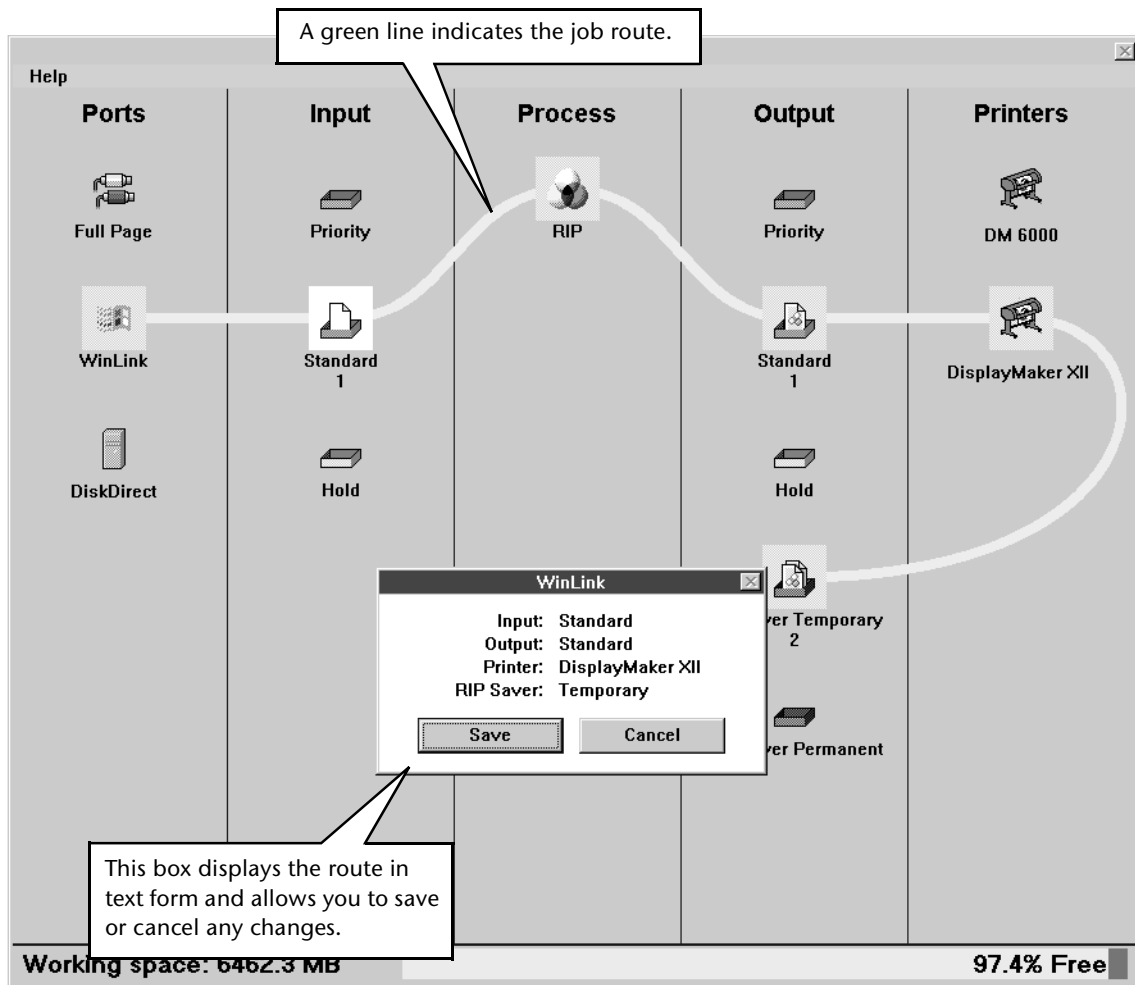 A green line indicates the job route.
Help
Ports
Input
Process
Output
Printers
Full Page
Priority
RIP
Priority
DM 6000
WinLink
Standard
1
Standard
1
DisplayMaker XII
DiskDirect
Hold
Hold
WinLink
Input: Standard
Output: Standard
Printer: DisplayMaker XII
RIP Saver: Temporary
Save
Cancel
ver Temporary
2
ver Permanent
This box displays the route in
text form and allows you to save
or cancel any changes.
Working space: 6462.3 MB
97.4% Free